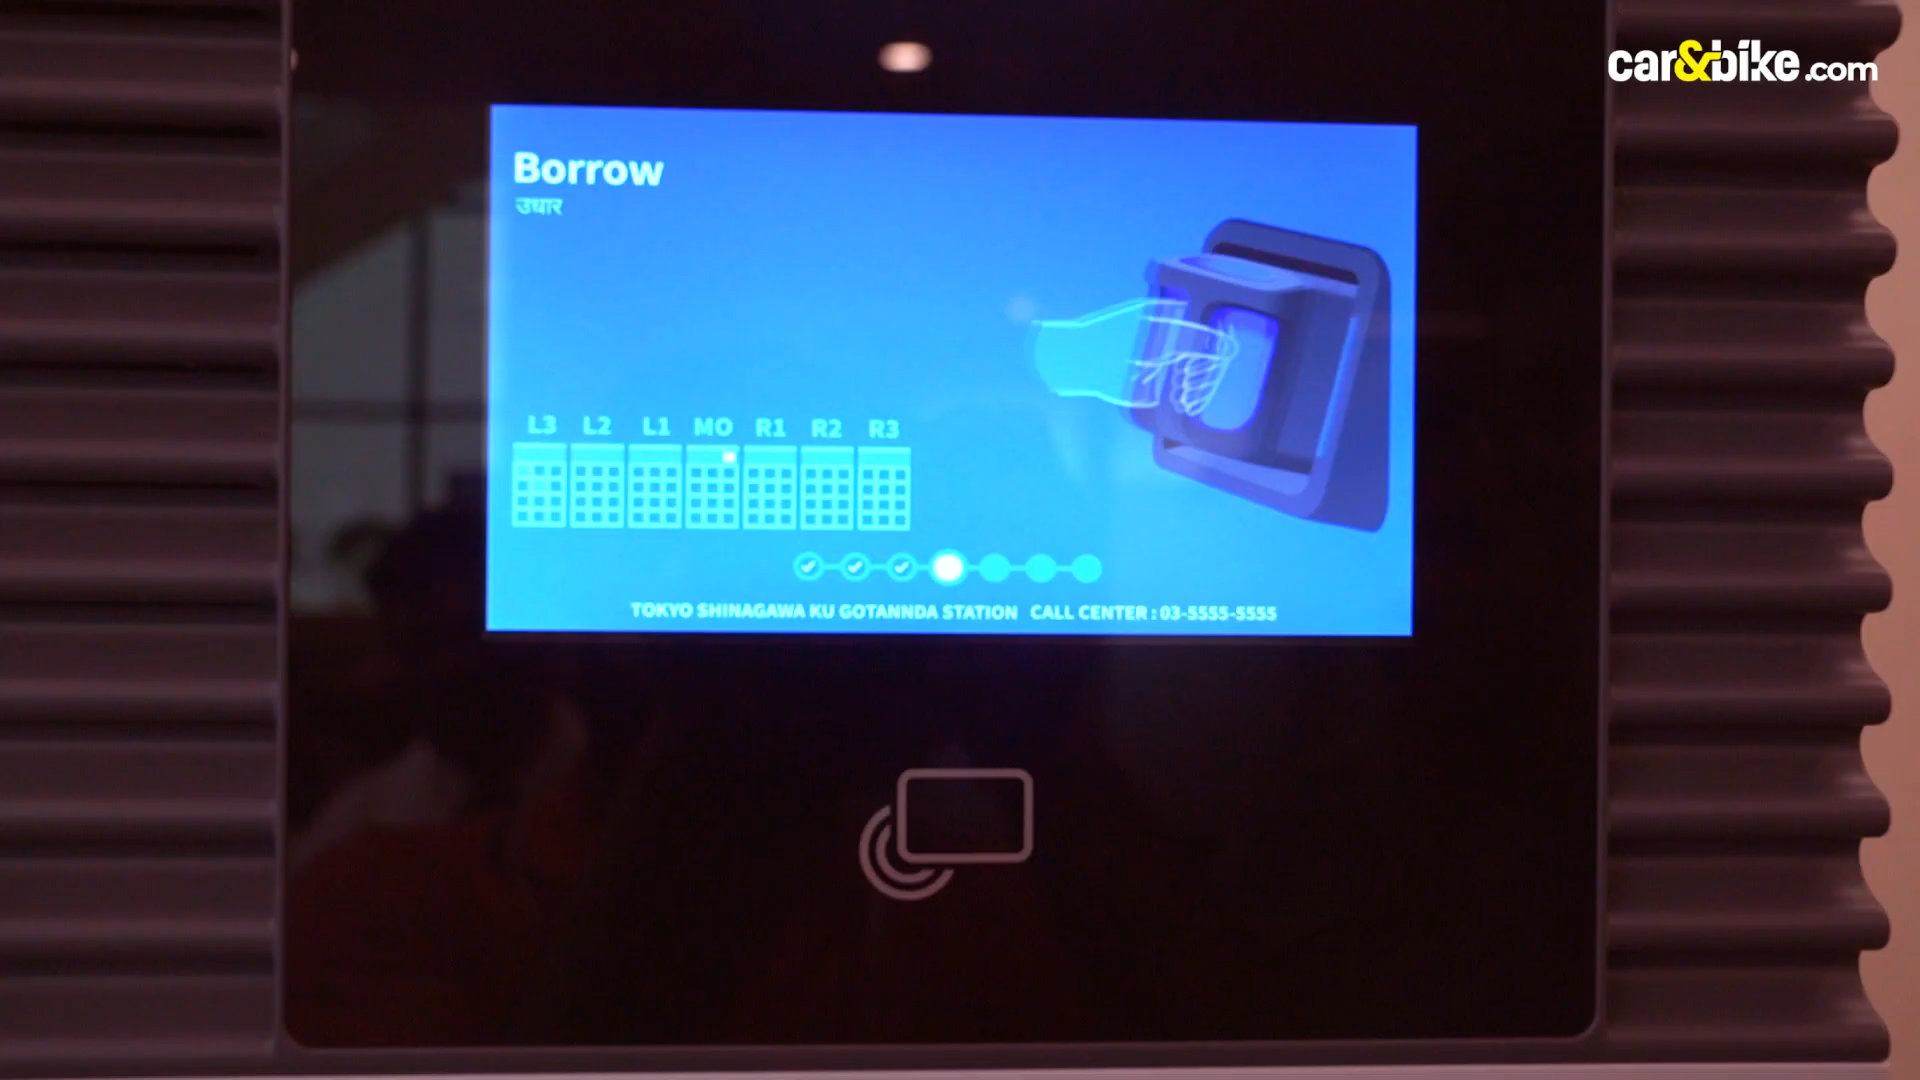 car&bike.com
Borrow
उधार
L3 L2 L1 MO R1 R2 R3
TOKYO SHINAGAWA KU GOTANNDA STATION CALL CENTER : 03-5555-5555